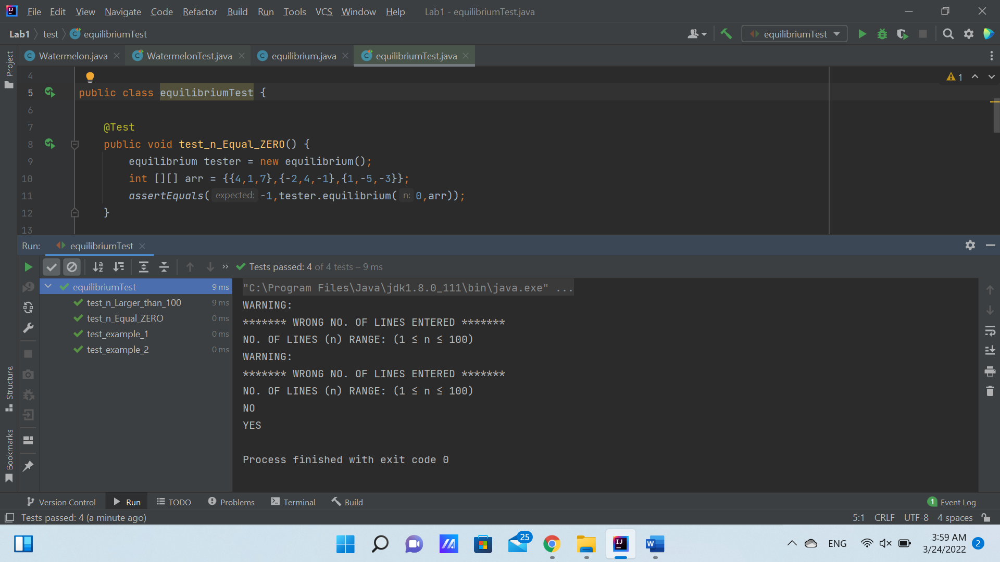 File Edit View Navigate Code Refactor Build Run Tools VCS Window Help Lab1 - equilibriumTest.java
Lab1 test equilibriumTest equilibriumTest
Project
Watermelon.java WatermelonTest.java equilibrium.java equilibriumTest.java
4
1
5 public class equilibriumTest {
6
7 @Test
8 public void test_n_Equal_ZERO() {
9 equilibrium tester = new equilibrium();
10 int [][] arr = {{4,1,7},{-2,4,-1},{1,-5,-3}};
11 assertEquals( expected: -1,tester.equilibrium( n: 0,arr));
12 }
13
Run: equilibriumTest
Tests passed: 4 of 4 tests – 9 ms
equilibriumTest 9 ms
test_n_Larger_than_100 9 ms
test_n_Equal_ZERO 0 ms
test_example_1 0 ms
test_example_2 0 ms
"C:\Program Files\Java\jdk1.8.0_111\bin\java.exe" ...
WARNING:
******* WRONG NO. OF LINES ENTERED *******
NO. OF LINES (n) RANGE: (1 ≤ n ≤ 100)
WARNING:
******* WRONG NO. OF LINES ENTERED *******
NO. OF LINES (n) RANGE: (1 ≤ n ≤ 100)
NO
YES
Process finished with exit code 0
Structure
Bookmarks
Version Control Run TODO Problems Terminal Build 1 Event Log
Tests passed: 4 (a minute ago) 5:1 CRLF UTF-8 4 spaces
25
IJ
W
ENG
3:59 AM
3/24/2022
2